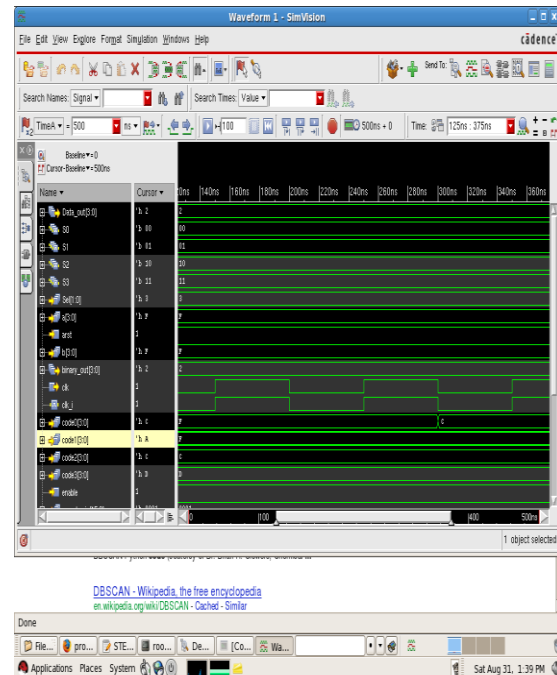 Waveform 1 - SimVision
File Edit View Explore Format Simulation Windows Help
cādence
Send To:
Search Names: Signal
Search Times: Value
TimeA = 500 ns
+100
500ns + 0
Time: 125ns : 375ns
Baseline = 0
Cursor-Baseline = 500ns
Name Cursor
0ns 140ns 160ns 180ns 200ns 220ns 240ns 260ns 280ns 300ns 320ns 340ns 360ns
Data_out[3:0] 'h 2 2
S0 'b 00 00
S1 'b 01 01
S2 'b 10 10
S3 'b 11 11
Sel[1:0] 'h 3 3
a[3:0] 'h F F
arst 1
b[3:0] 'h F F
binary_out[3:0] 'h 2 2
clk 1
clk_i 1
code0[3:0] 'h C F C
code1[3:0] 'h A F
code2[3:0] 'h C C
code3[3:0] 'h D D
enable 1
0 100 400 500ns
1 object selected
DBSCAN - Wikipedia, the free encyclopedia
en.wikipedia.org/wiki/DBSCAN - Cached - Similar
Done
File... pro... STE... roo... De... [Co... Wa...
Applications Places System
Sat Aug 31, 1:39 PM